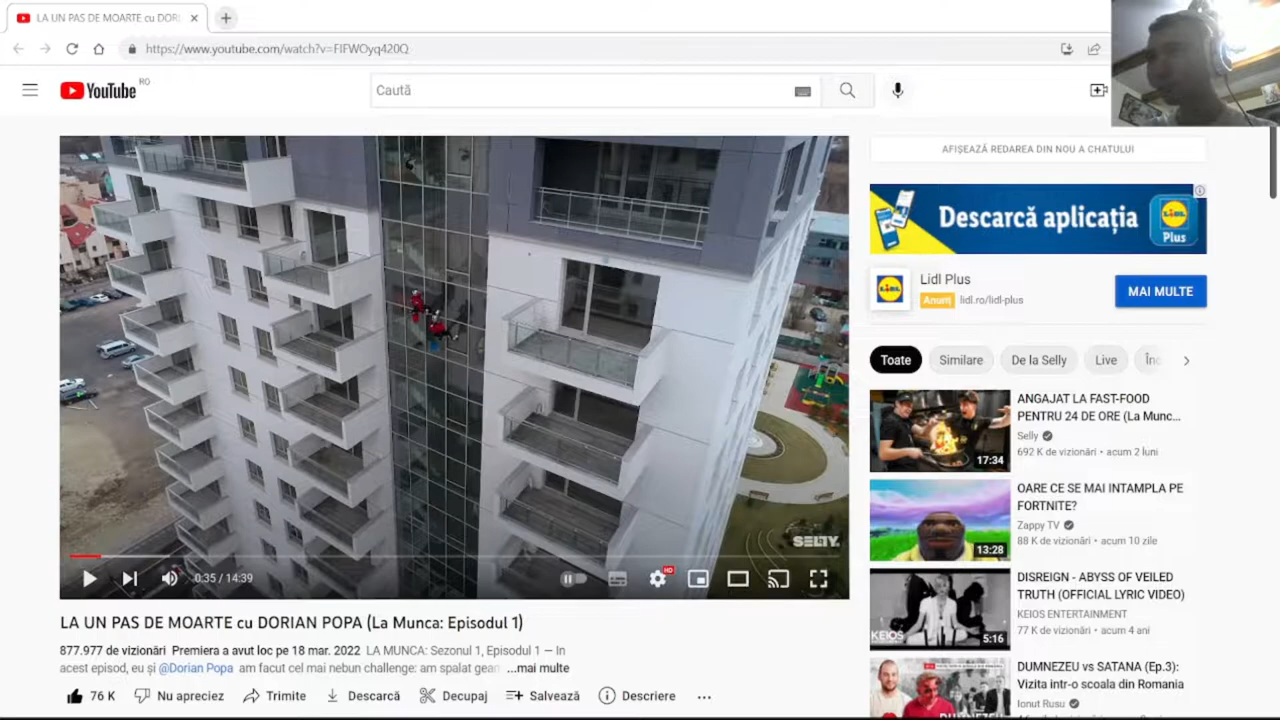 LA UN PAS DE MOARTE cu DORI
https://www.youtube.com/watch?v=FIFWOyq420Q
YouTube RO
Caută
AFIȘEAZĂ REDAREA DIN NOU A CHATULUI
Descarcă aplicația
LIDL
Plus
Lidl Plus
Anunț lidl.ro/lidl-plus
MAI MULTE
Toate Similare De la Selly Live Înc
SELTY.
HD
0:35 / 14:39
LA UN PAS DE MOARTE cu DORIAN POPA (La Munca: Episodul 1)
877.977 de vizionări Premiera a avut loc pe 18 mar. 2022 LA MUNCA: Sezonul 1, Episodul 1 — In
acest episod, eu și @Dorian Popa am facut cel mai nebun challenge: am spalat gean ...mai multe
76 K Nu apreciez Trimite Descarcă Decupaj Salvează Descriere
ANGAJAT LA FAST-FOOD
PENTRU 24 DE ORE (La Munc...
Selly
692 K de vizionări • acum 2 luni
17:34
OARE CE SE MAI INTAMPLA PE
FORTNITE?
Zappy TV
88 K de vizionări • acum 10 zile
13:28
DISREIGN - ABYSS OF VEILED
TRUTH (OFFICIAL LYRIC VIDEO)
KEIOS ENTERTAINMENT
77 K de vizionări • acum 4 ani
KEIOS
5:16
DUMNEZEU vs SATANA (Ep.3):
Vizita intr-o scoala din Romania
Ionut Rusu